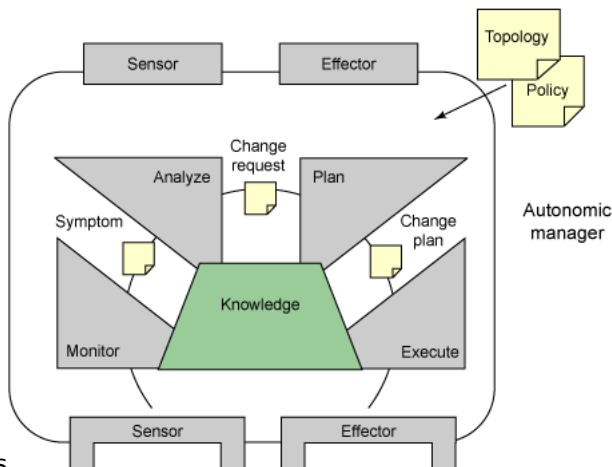 Topology
Policy
Sensor
Effector
Change
request
Analyze
Plan
Symptom
Change
plan
Autonomic
manager
Knowledge
Monitor
Execute
Sensor
Effector
s